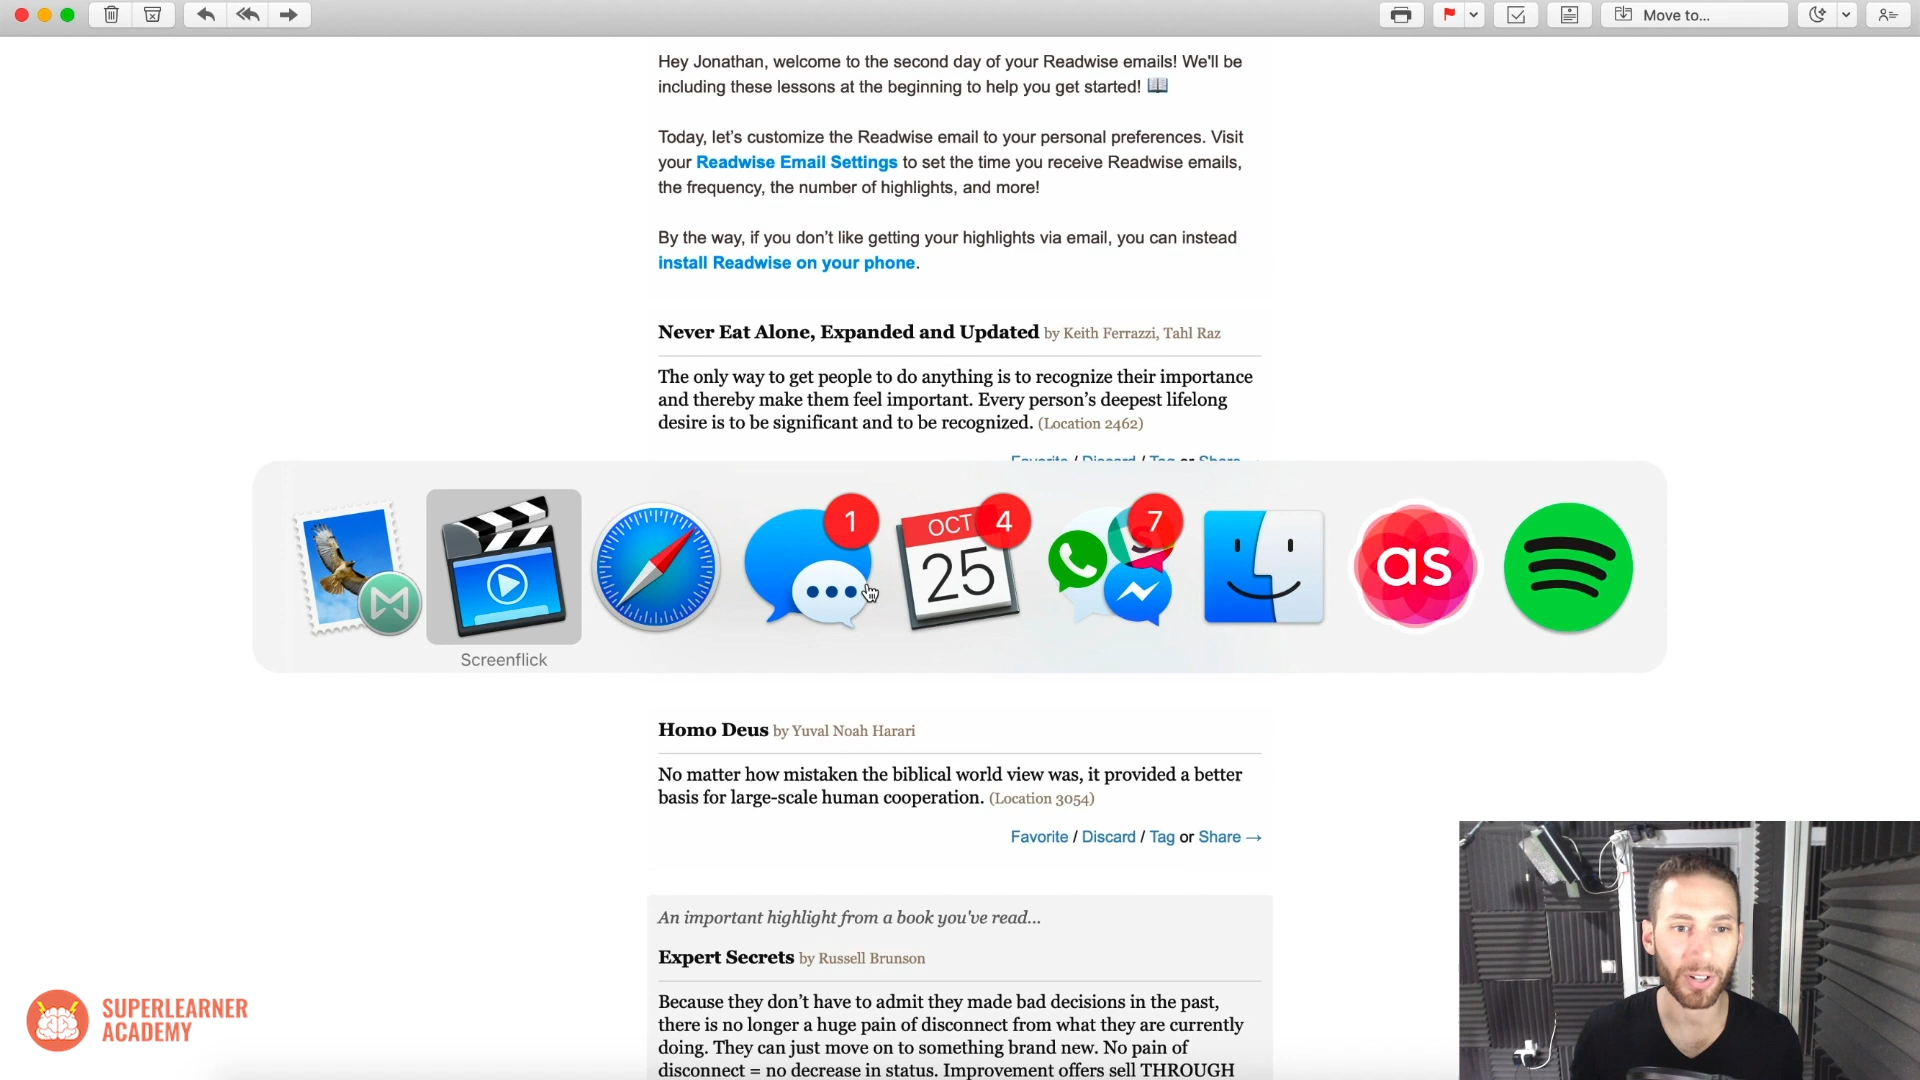 Move to...
Hey Jonathan, welcome to the second day of your Readwise emails! We'll be
including these lessons at the beginning to help you get started!
Today, let's customize the Readwise email to your personal preferences. Visit
your Readwise Email Settings to set the time you receive Readwise emails,
the frequency, the number of highlights, and more!
By the way, if you don't like getting your highlights via email, you can instead
install Readwise on your phone.
Never Eat Alone, Expanded and Updated by Keith Ferrazzi, Tahl Raz
The only way to get people to do anything is to recognize their importance
and thereby make them feel important. Every person's deepest lifelong
desire is to be significant and to be recognized. (Location 2462)
Favorite / Discard / Tag or Share
1
OCT 4
25
7
as
Screenflick
Homo Deus by Yuval Noah Harari
No matter how mistaken the biblical world view was, it provided a better
basis for large-scale human cooperation. (Location 3054)
Favorite / Discard / Tag or Share →
An important highlight from a book you've read...
Expert Secrets by Russell Brunson
Because they don't have to admit they made bad decisions in the past,
there is no longer a huge pain of disconnect from what they are currently
doing. They can just move on to something brand new. No pain of
disconnect = no decrease in status. Improvement offers sell THROUGH
SUPERLEARNER
ACADEMY